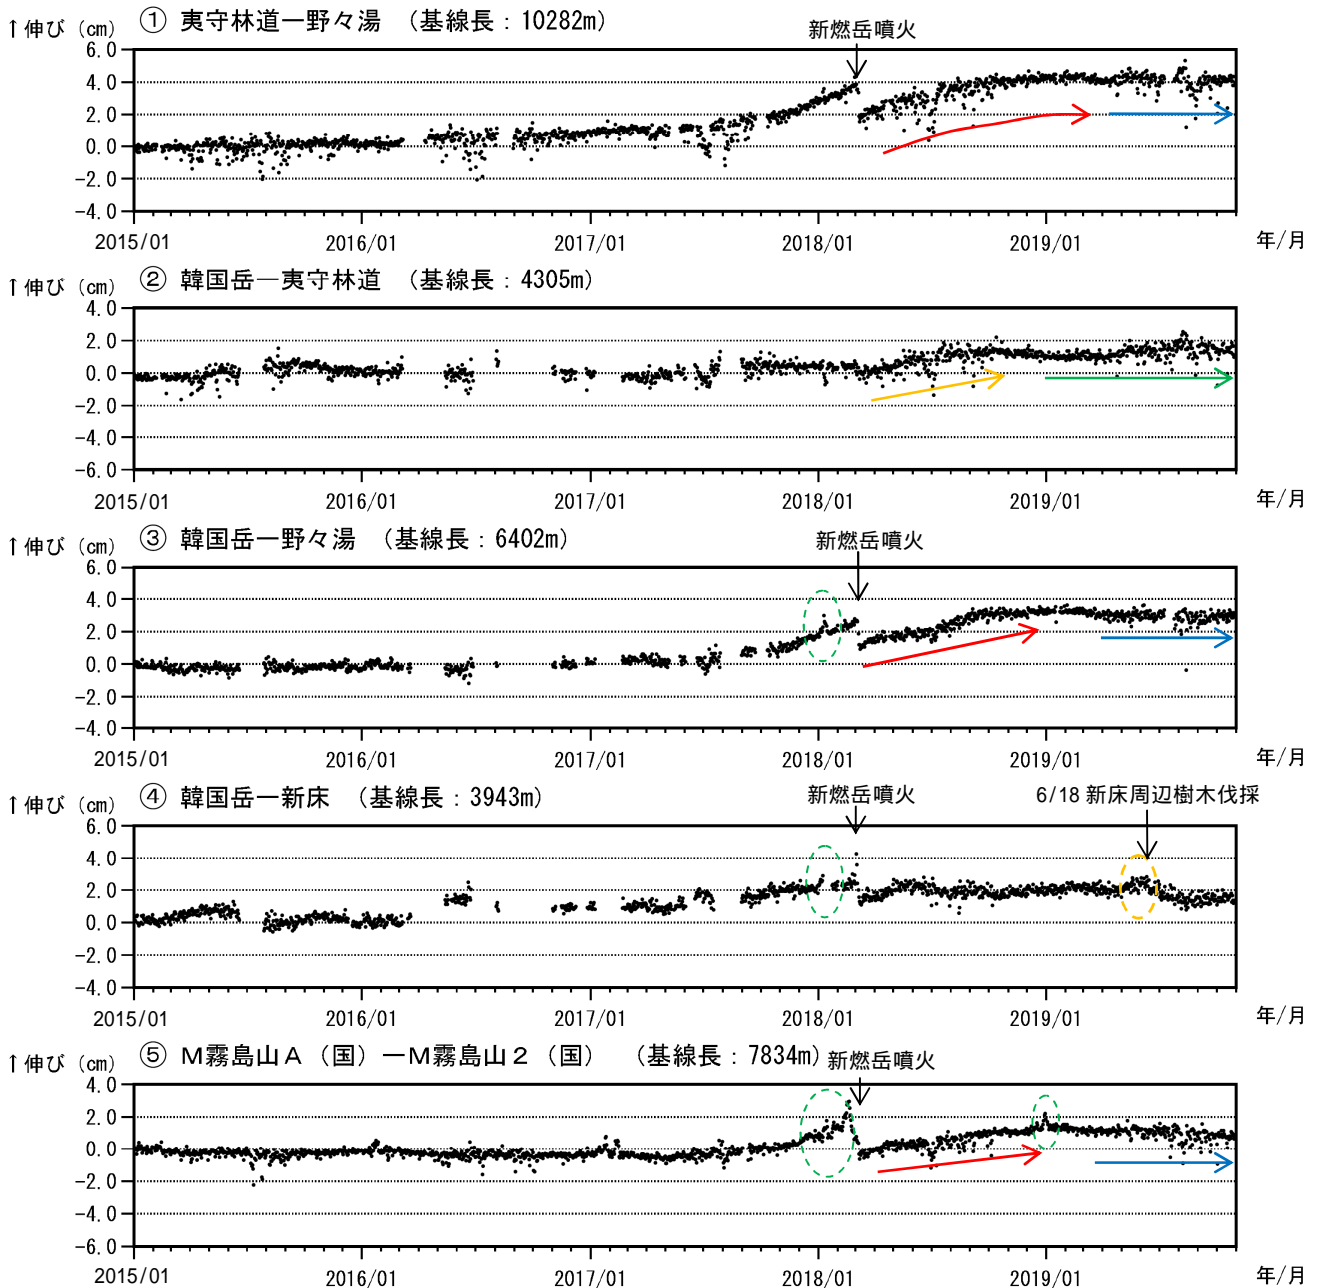 ① 夷守林道ー野々湯 （基線長：10282m）
↑伸び（cm）
新燃岳噴火
6.0
4.0
2.0
0.0
-2.0
-4.0
2015/01 2016/01 2017/01 2018/01 2019/01 年/月
② 韓国岳―夷守林道 （基線長：4305m）
↑伸び（cm）
4.0
2.0
0.0
-2.0
-4.0
-6.0
2015/01 2016/01 2017/01 2018/01 2019/01 年/月
③ 韓国岳ー野々湯 （基線長：6402m）
↑伸び（cm）
新燃岳噴火
6.0
4.0
2.0
0.0
-2.0
-4.0
2015/01 2016/01 2017/01 2018/01 2019/01 年/月
④ 韓国岳ー新床 （基線長：3943m）
↑伸び（cm）
新燃岳噴火 6/18 新床周辺樹木伐採
6.0
4.0
2.0
0.0
-2.0
-4.0
2015/01 2016/01 2017/01 2018/01 2019/01 年/月
⑤ M霧島山A（国）ーM霧島山２（国） （基線長：7834m）
↑伸び（cm）
新燃岳噴火
4.0
2.0
0.0
-2.0
-4.0
-6.0
2015/01 2016/01 2017/01 2018/01 2019/01 年/月